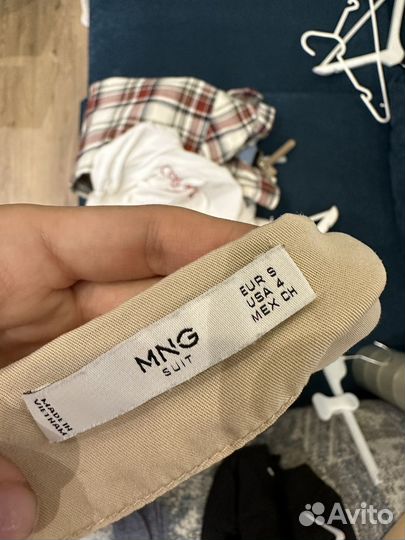 EUR S
USA 4
MEX CH
MNG
SUIT
MADE IN
VIETNAM
Avito